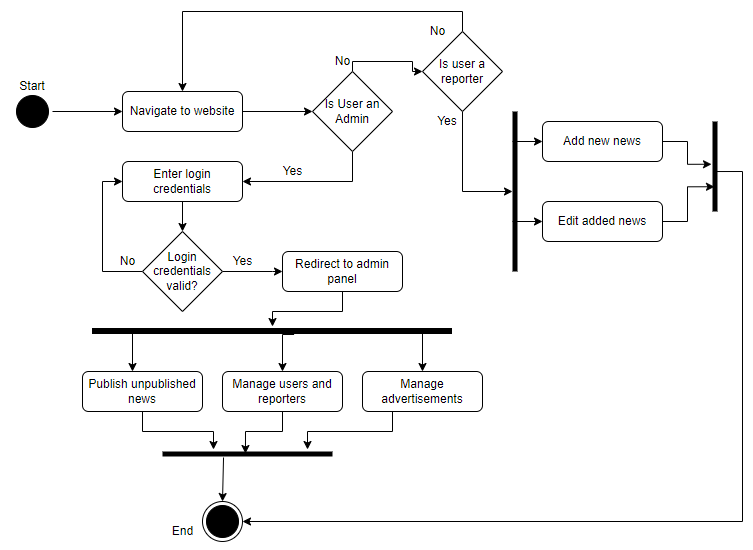 No
Is user a
reporter
No
Start
Navigate to website
Is User an
Admin
Yes
Add new news
Enter login
credentials
Yes
Edit added news
No
Login
credentials
valid?
Yes
Redirect to admin
panel
Publish unpublished
news
Manage users and
reporters
Manage
advertisements
End